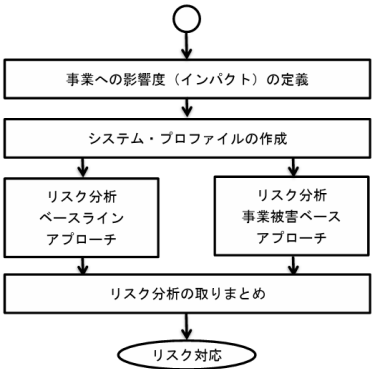 事業への影響度（インパクト）の定義
システム・プロファイルの作成
リスク分析
ベースライン
アプローチ
リスク分析
事業被害ベース
アプローチ
リスク分析の取りまとめ
リスク対応